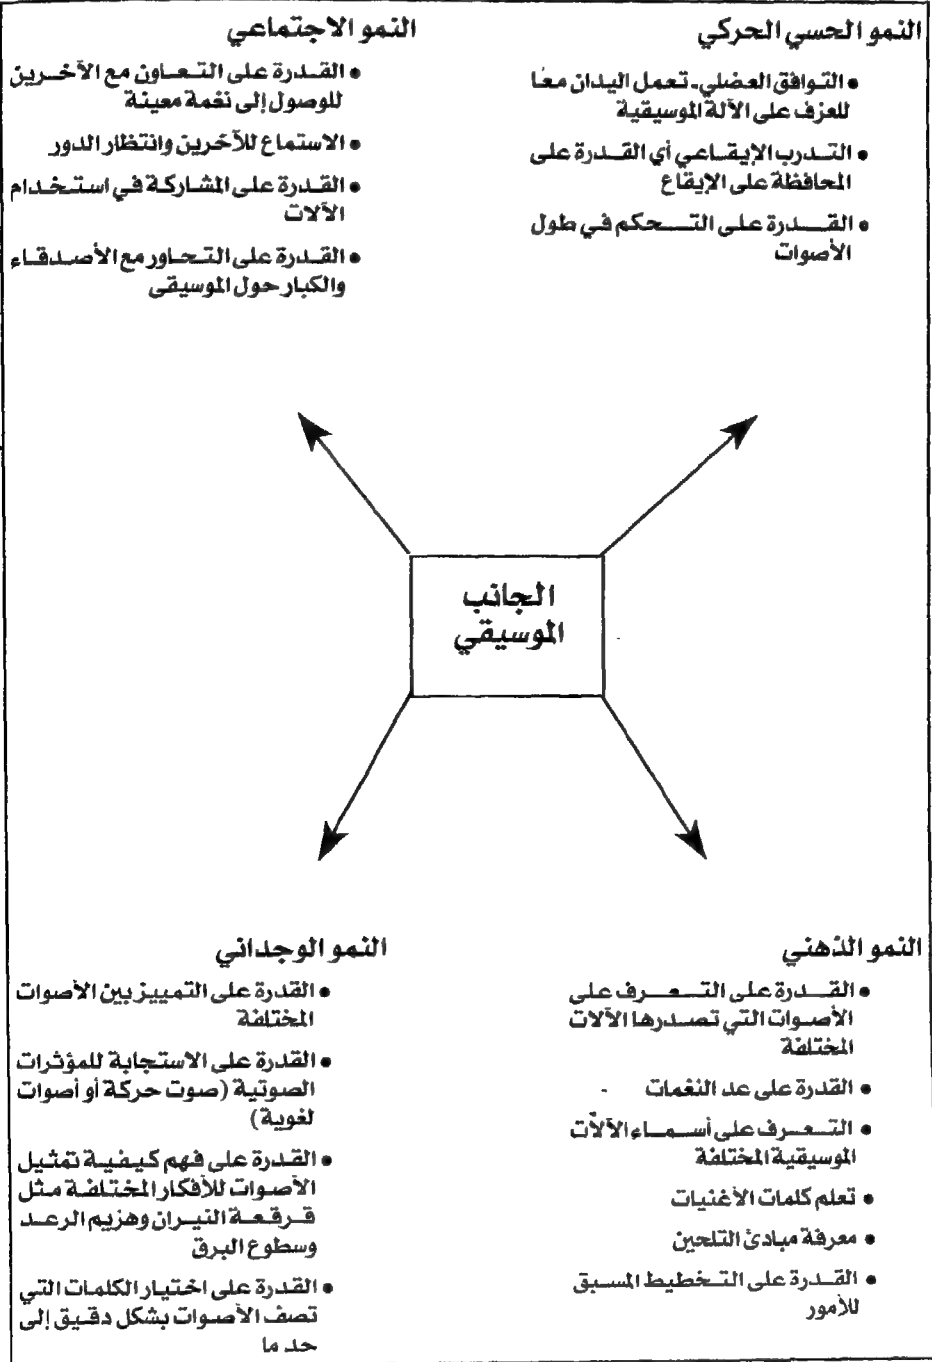 النمو الحسي الحركي
• التوافق العضلي - تعمل اليدان معًا
للعزف على الآلة الموسيقية
• التدرب الإيقاعي أي القدرة على
المحافظة على الإيقاع
• القدرة على التحكم في طول
الأصوات
النمو الاجتماعي
• القدرة على التعاون مع الآخرين
للوصول إلى نغمة معينة
• الاستماع للآخرين وانتظار الدور
• القدرة على المشاركة في استخدام
الآلات
• القدرة على التحاور مع الأصدقاء
والكبار حول الموسيقى
الجانب
الموسيقي
النمو الذهني
• القدرة على التعرف على
الأصوات التي تصدرها الآلات
المختلفة
• القدرة على عد النغمات
• التعرف على أسماء الآلات
الموسيقية المختلفة
• تعلم كلمات الأغنيات
• معرفة مبادئ التلحين
• القدرة على التخطيط المسبق
للأمور
النمو الوجداني
• القدرة على التمييز بين الأصوات
المختلفة
• القدرة على الاستجابة للمؤثرات
الصوتية (صوت حركة أو أصوات
لغوية)
• القدرة على فهم كيفية تمثيل
الأصوات للأفكار المختلفة مثل
قرقعة النيران وهزيم الرعد
وسطوع البرق
• القدرة على اختيار الكلمات التي
تصف الأصوات بشكل دقيق إلى
حد ما